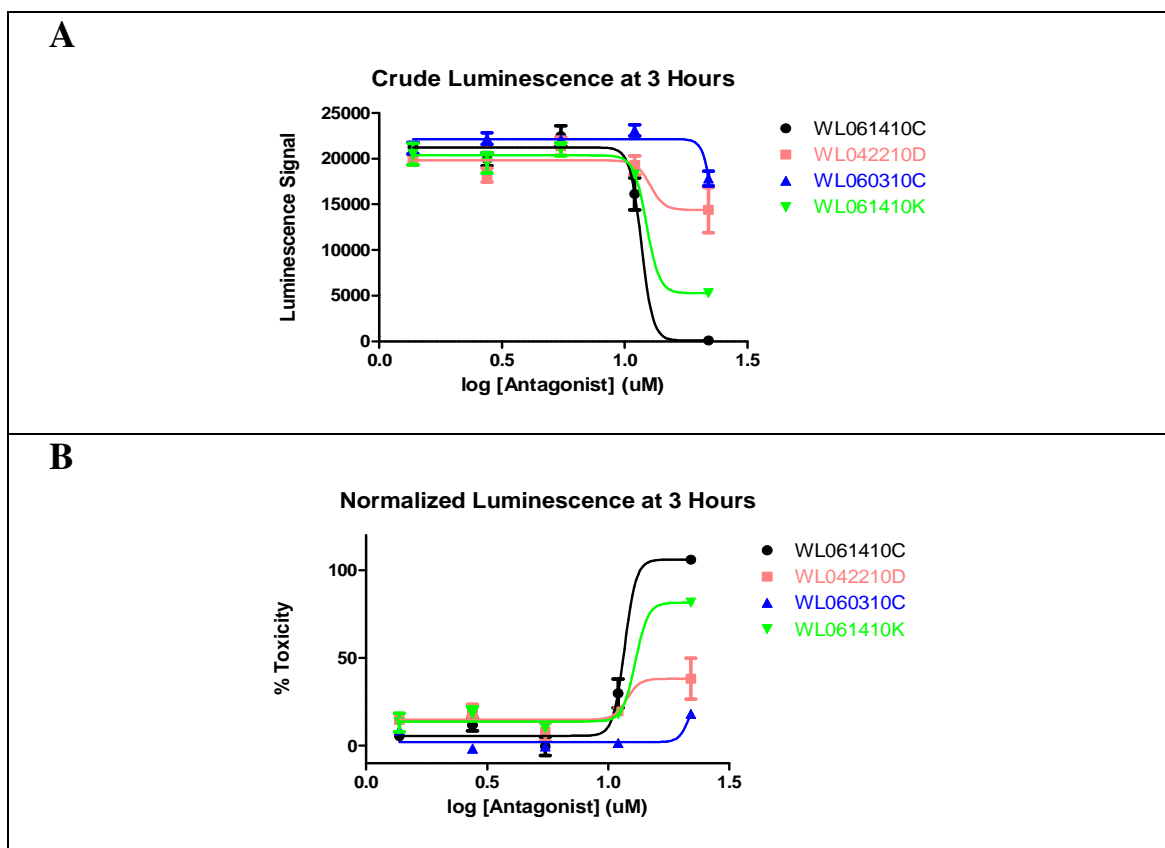 A
Crude Luminescence at 3 Hours
25000
20000
15000
10000
5000
0
Luminescence Signal
0.0 0.5 1.0 1.5
log [Antagonist] (uM)
WL061410C
WL042210D
WL060310C
WL061410K
B
Normalized Luminescence at 3 Hours
100
50
0
% Toxicity
0.0 0.5 1.0 1.5
log [Antagonist] (uM)
WL061410C
WL042210D
WL060310C
WL061410K